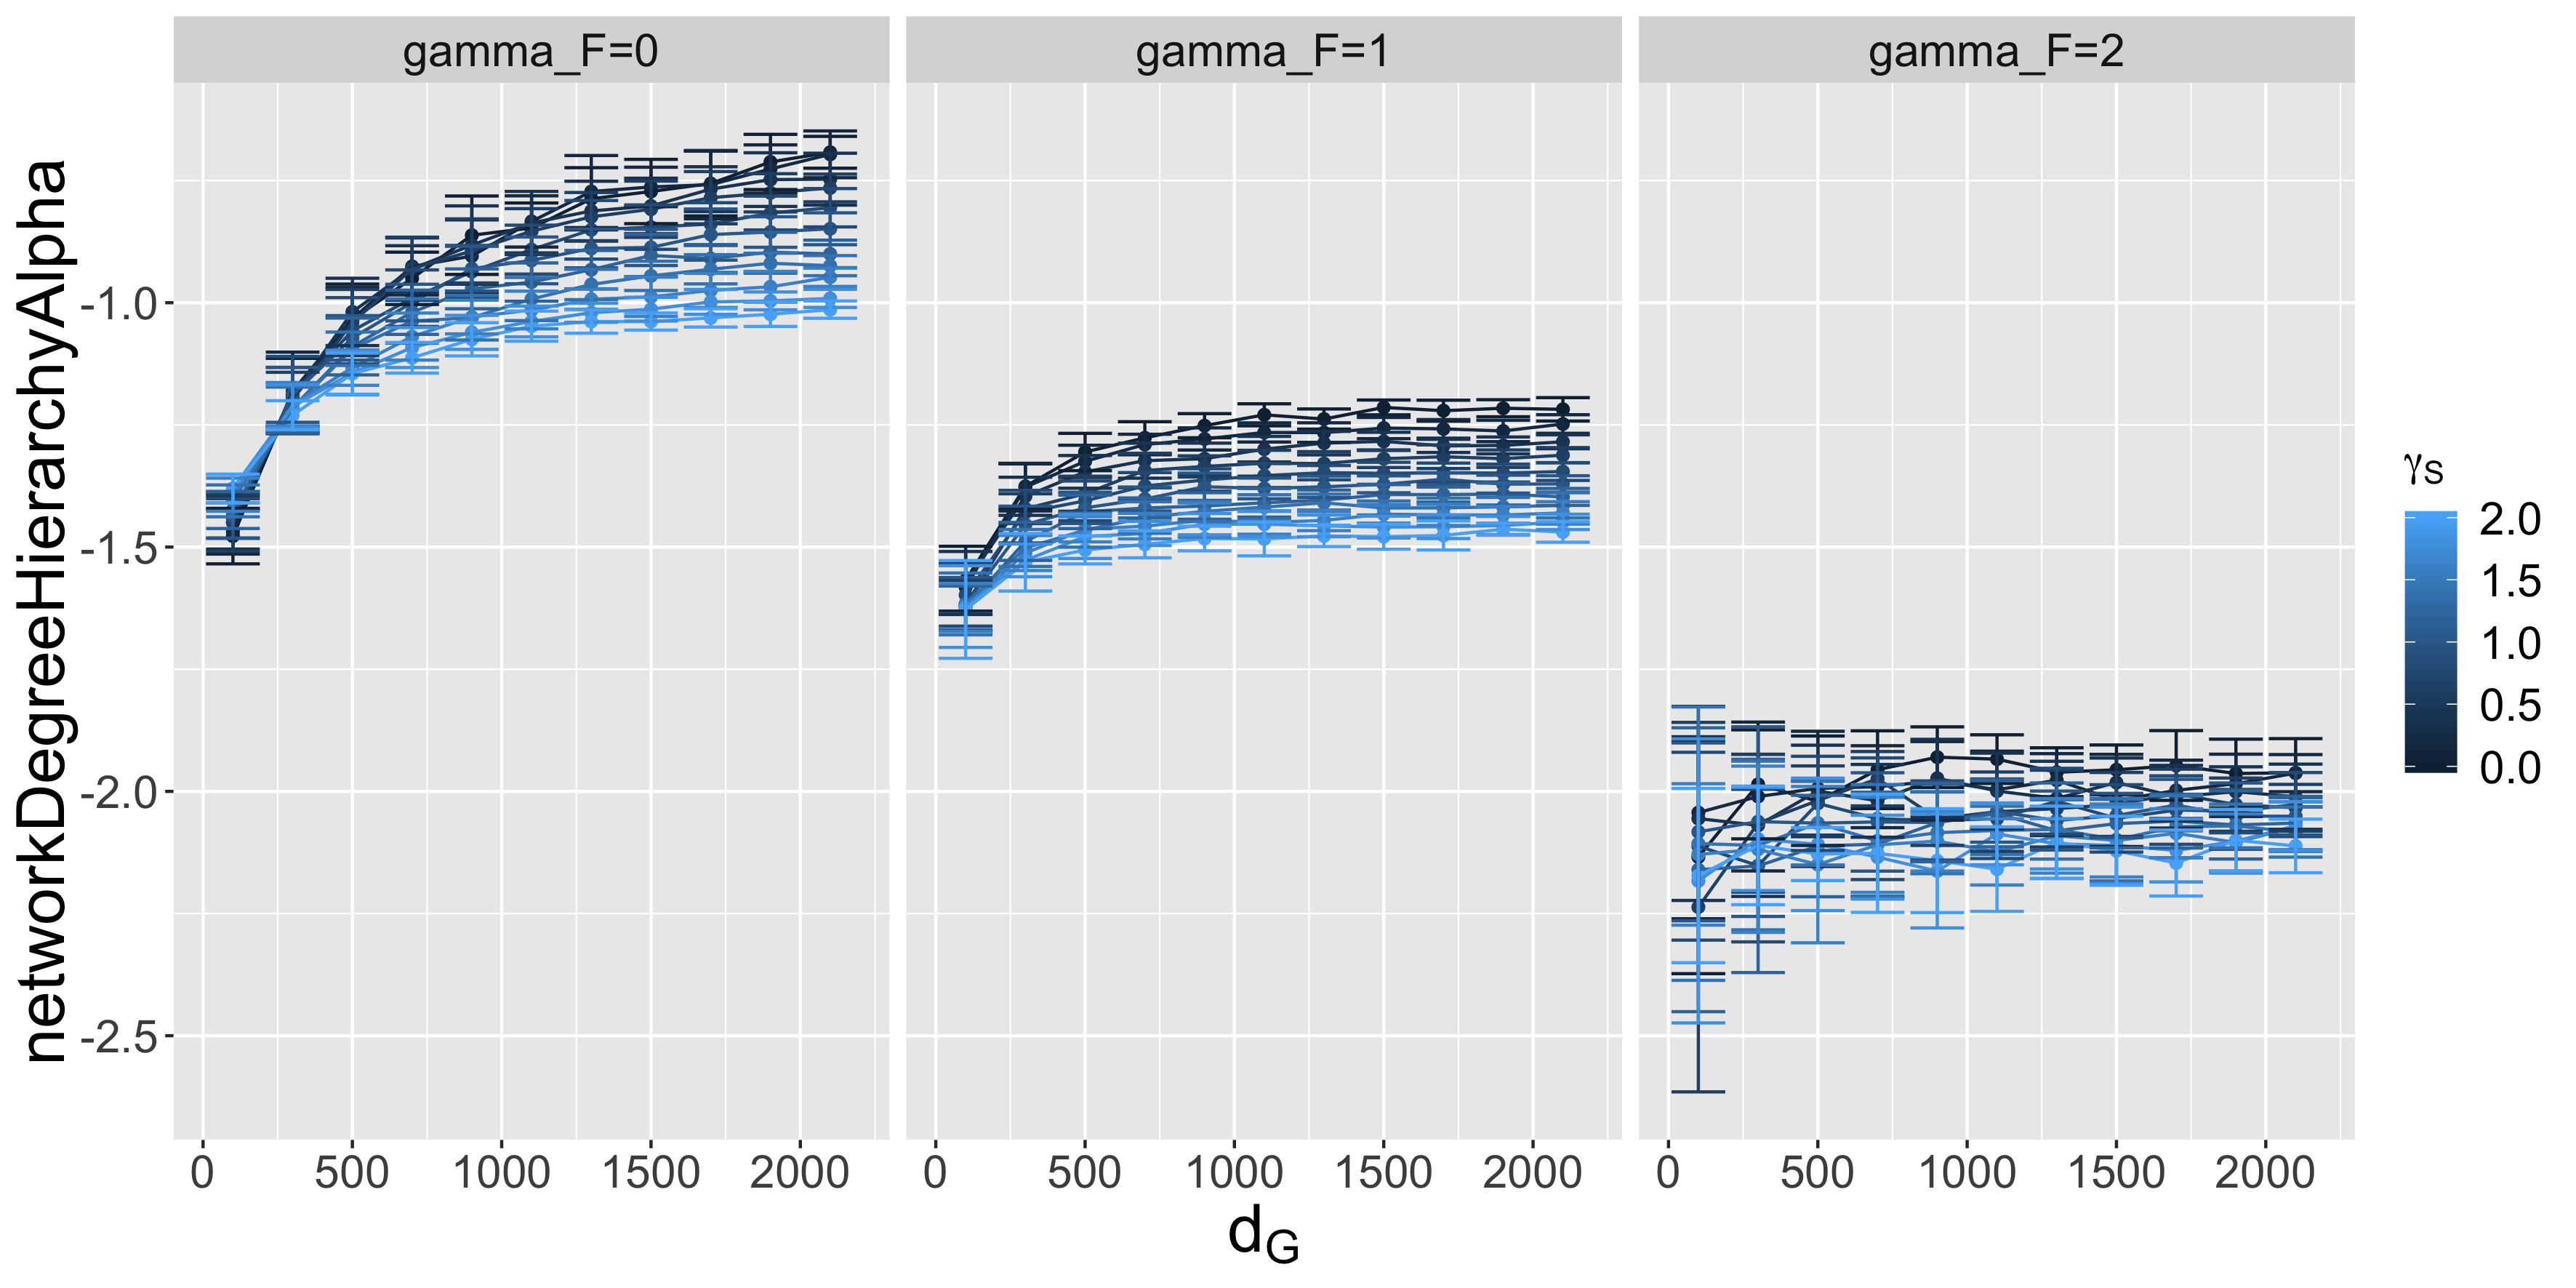 gamma_F=0 gamma_F=1 gamma_F=2
networkDegreeHierarchyAlpha
-1.0
-1.5
-2.0
-2.5
0 500 1000 1500 2000 0 500 1000 1500 2000 0 500 1000 1500 2000
dG
γs
2.0
1.5
1.0
0.5
0.0